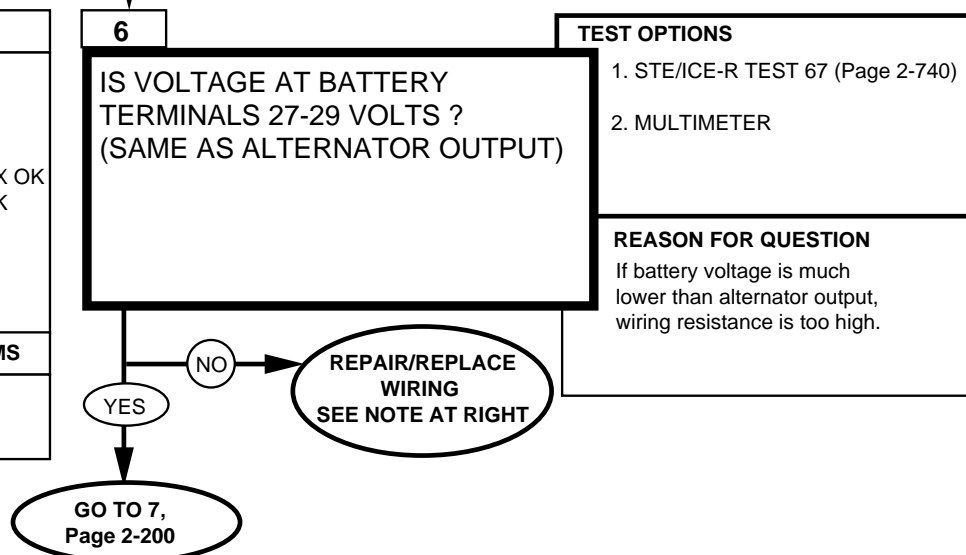 6
IS VOLTAGE AT BATTERY
TERMINALS 27-29 VOLTS ?
(SAME AS ALTERNATOR OUTPUT)
TEST OPTIONS
1. STE/ICE-R TEST 67 (Page 2-740)
2. MULTIMETER
REASON FOR QUESTION
If battery voltage is much
lower than alternator output,
wiring resistance is too high.
OK
NO
REPAIR/REPLACE
WIRING
SEE NOTE AT RIGHT
YES
GO TO 7,
Page 2-200